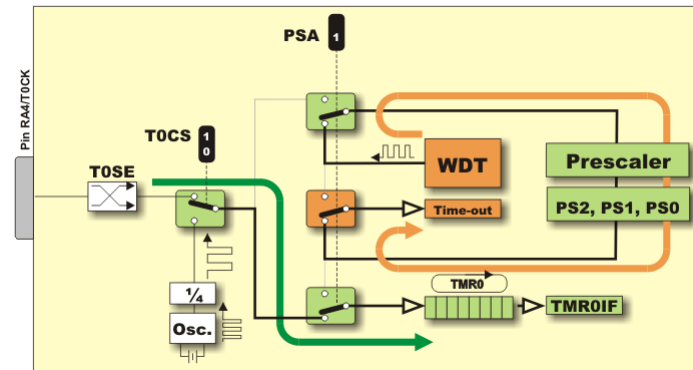 PSA
1
Pin RA4/T0CK
T0CS
1
0
T0SE
WDT
Prescaler
PS2, PS1, PS0
Time-out
TMR0
TMR0IF
¼
Osc.